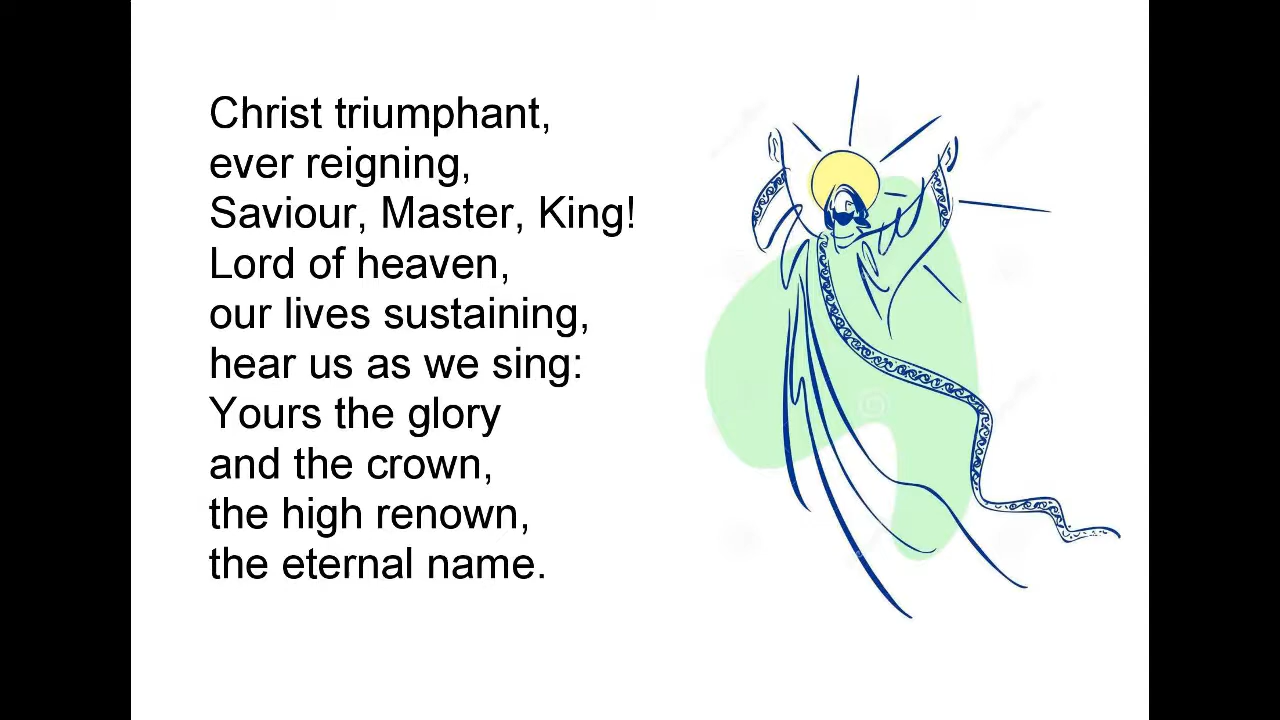 Christ triumphant,
ever reigning,
Saviour, Master, King!
Lord of heaven,
our lives sustaining,
hear us as we sing:
Yours the glory
and the crown,
the high renown,
the eternal name.